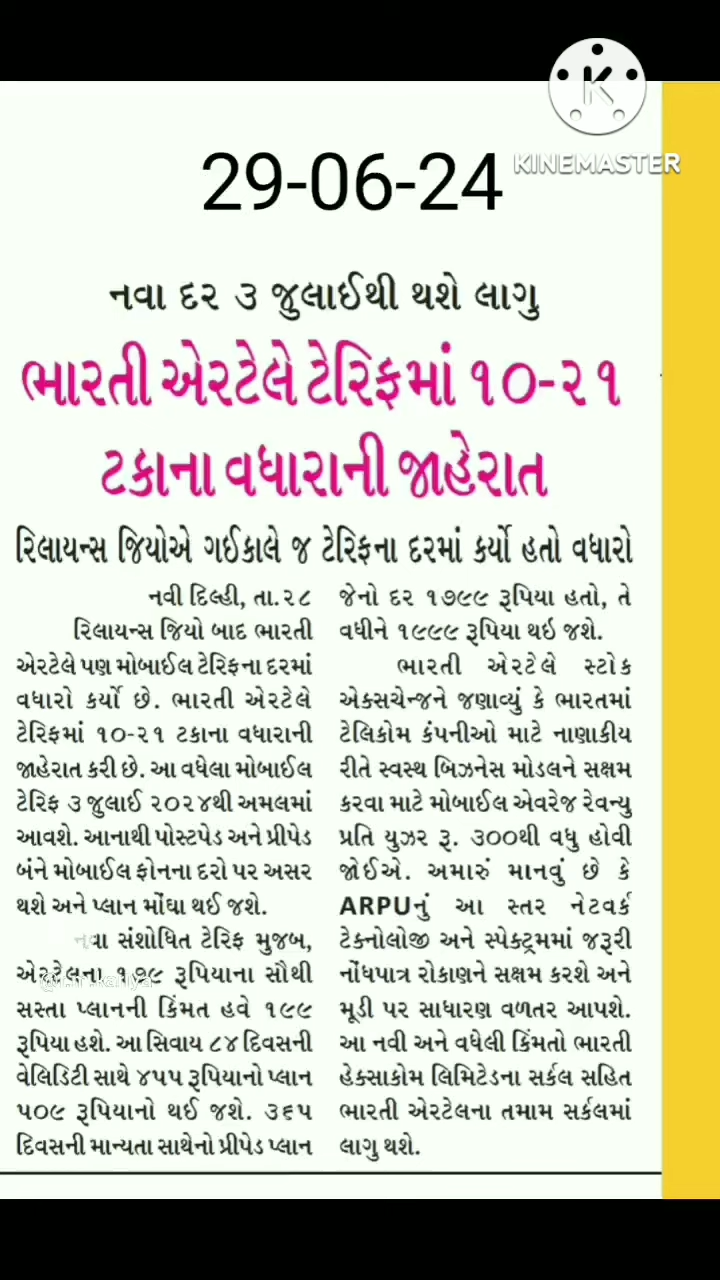 KINEMASTER
29-06-24
નવા દર ૩ જુલાઈથી થશે લાગુ
ભારતી એરટેલે ટેરિફમાં ૧૦-૨૧
ટકાના વધારાની જાહેરાત
રિલાયન્સ જિયોએ ગઈકાલે જ ટેરિફના દરમાં કર્યો હતો વધારો
નવી દિલ્હી, તા.૨૮
રિલાયન્સ જિયો બાદ ભારતી
એરટેલે પણ મોબાઈલ ટેરિફના દરમાં
વધારો કર્યો છે. ભારતી એરટેલે
ટેરિફમાં ૧૦-૨૧ ટકાના વધારાની
જાહેરાત કરી છે. આ વધેલા મોબાઈલ
ટેરિફ ૩ જુલાઈ ૨૦૨૪થી અમલમાં
આવશે. આનાથી પોસ્ટપેડ અને પ્રીપેડ
બંને મોબાઈલ ફોનના દરો પર અસર
થશે અને પ્લાન મોંઘા થઈ જશે.
નવા સંશોધિત ટેરિફ મુજબ,
એરટેલના ૧૭૯ રૂપિયાના સૌથી
સસ્તા પ્લાનની કિંમત હવે ૧૯૯
રૂપિયા હશે. આ સિવાય ૮૪ દિવસની
વેલિડિટી સાથે ૪૫૫ રૂપિયાનો પ્લાન
૫૦૯ રૂપિયાનો થઈ જશે. ૩૬૫
દિવસની માન્યતા સાથેનો પ્રીપેડ પ્લાન
જેનો દર ૧૭૯૯ રૂપિયા હતો, તે
વધીને ૧૯૯૯ રૂપિયા થઇ જશે.
ભારતી એરટેલે સ્ટોક
એક્સચેન્જને જણાવ્યું કે ભારતમાં
ટેલિકોમ કંપનીઓ માટે નાણાકીય
રીતે સ્વસ્થ બિઝનેસ મોડલને સક્ષમ
કરવા માટે મોબાઈલ એવરેજ રેવન્યુ
પ્રતિ યુઝર રૂ. ૩૦૦થી વધુ હોવી
જોઈએ. અમારું માનવું છે કે
ARPUનું આ સ્તર નેટવર્ક
ટેક્નોલોજી અને સ્પેક્ટ્રમમાં જરૂરી
નોંધપાત્ર રોકાણને સક્ષમ કરશે અને
મૂડી પર સાધારણ વળતર આપશે.
આ નવી અને વધેલી કિંમતો ભારતી
હેક્સાકોમ લિમિટેડના સર્કલ સહિત
ભારતી એરટેલના તમામ સર્કલમાં
લાગુ થશે.